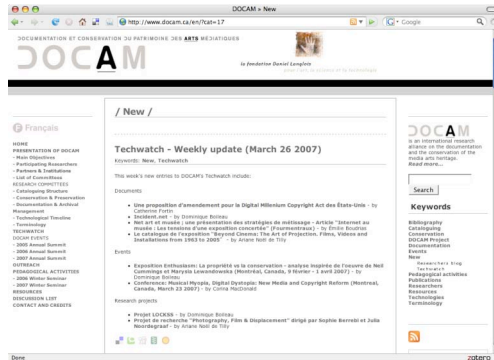 DOCAM » New
http://www.docam.ca/en/?cat=17
Google
DOCUMENTATION ET CONSERVATION DU PATRIMOINE DES ARTS MÉDIATIQUES
DOCAM
la fondation Daniel Langlois
Français
HOME
PRESENTATION OF DOCAM
- Main Objectives
- Participating Researchers
- Partners & Institutions
- List of Committees
RESEARCH COMMITTEES
- Cataloguing Structure
- Conservation & Preservation
- Documentation & Archival
Management
- Technological Timeline
- Terminology
TECHWATCH
DOCAM EVENTS
- 2005 Annual Summit
- 2006 Annual Summit
OUTREACH
PEDAGOGICAL ACTIVITIES
- 2006 Winter Seminar
- 2007 Winter Seminar
RESOURCES
DISCUSSION LIST
CONTACT AND CREDITS
/ New /
Techwatch - Weekly update (March 26 2007)
Keywords: New, Techwatch
This week's new entries to DOCAM's Techwatch include:
Documents
Une proposition d'amendement pour le Digital Millenium Copyright Act des États-Unis - by
Catherine Fortin
Incident.net - by Dominique Boileau
Net art et musée ; une présentation des stratégies de métissage - Article "Internet au
musée : Les tensions d'une exposition concertée" (Fourmentraux) - by Émilie Boudrias
Le catalogue de l'exposition "Beyond Cinema: The Art of Projection. Films, Videos and
Installations from 1963 to 2005" - by Ariane Noël de Tilly
Events
Exposition Enthusiasm: La propriété vs la conservation - analyse inspirée de l'oeuvre de Neil
Cummings et Marysia Lewandowska (Montréal, Canada, 9 février - 1 avril 2007) - by
Dominique Boileau
Conference: Musical Myopia, Digital Dystopia: New Media and Copyright Reform (Montreal,
Canada, March 23 2007) - by Corina MacDonald
Research projects
Projet LOCKSS - by Dominique Boileau
Projet de recherche "Photography, Film & Displacement" dirigé par Sophie Berrebi et Julia
Noordegraaf - by Ariane Noël de Tilly
DOCAM
is an international research
alliance on the documentation
and the conservation of the
media arts heritage.
Read more...
Search
Keywords
Bibliography
Cataloguing
Conservation
DOCAM Project
Documentation
Events
New
Researchers blog
Techwatch
Pedagogical activities
Publications
Researchers
Resources
Technologies
Terminology
Done
zotero